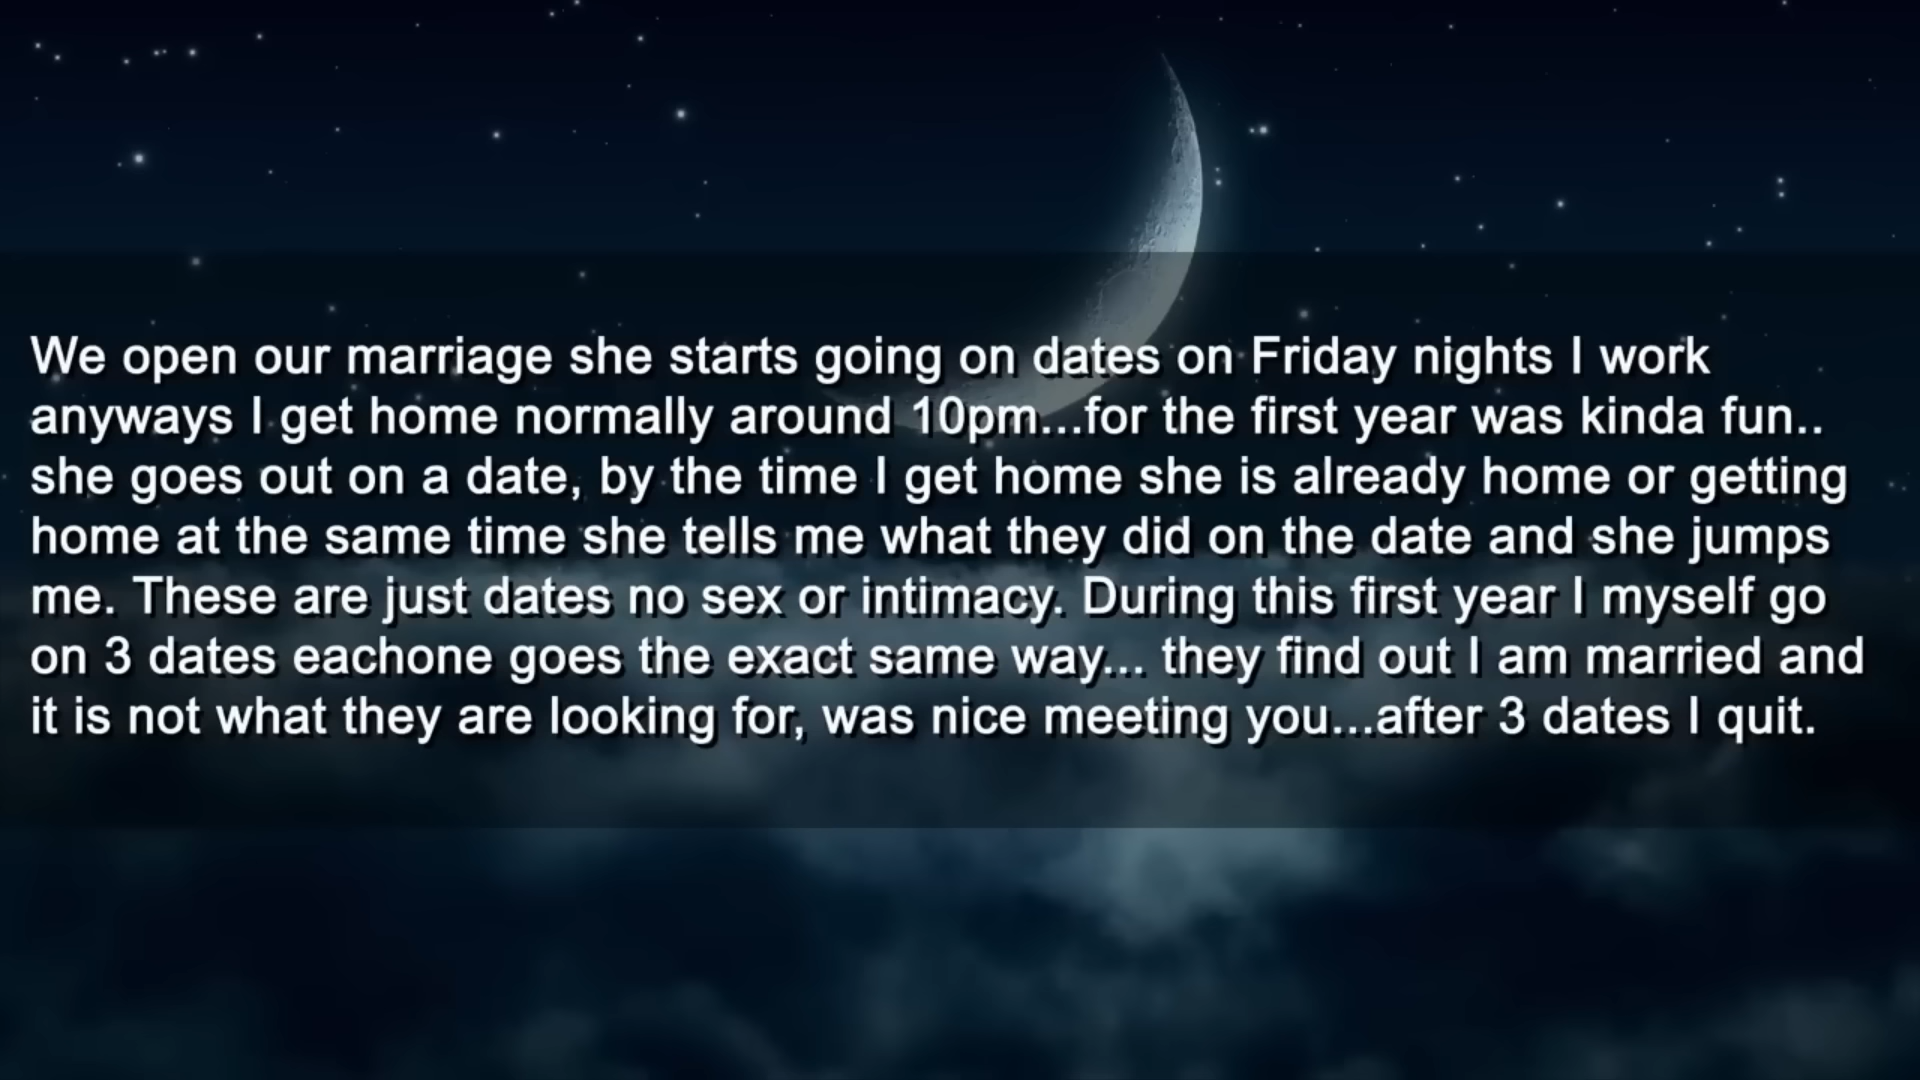 We open our marriage she starts going on dates on Friday nights I work
anyways I get home normally around 10pm...for the first year was kinda fun..
she goes out on a date, by the time I get home she is already home or getting
home at the same time she tells me what they did on the date and she jumps
me. These are just dates no sex or intimacy. During this first year I myself go
on 3 dates eachone goes the exact same way... they find out I am married and
it is not what they are looking for, was nice meeting you...after 3 dates I quit.